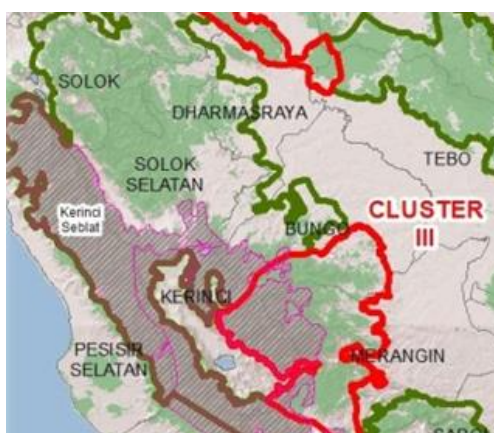 SOLOK
DHARMASRAYA
TEBO
SOLOK
SELATAN
Kerinci
Seblat
BUNGO
CLUSTER
III
KERINCI
PESISIR
SELATAN
MERANGIN